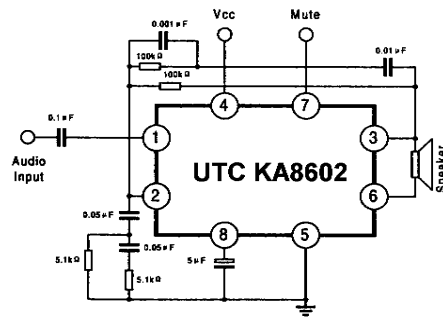 Vcc
Mute
0.001µF
100kΩ
0.01µF
100kΩ
0.1µF
4
7
1
3
Audio
Input
UTC KA8602
Speaker
2
6
0.05µF
8
5
0.05µF
5.1kΩ
5µF
5.1kΩ